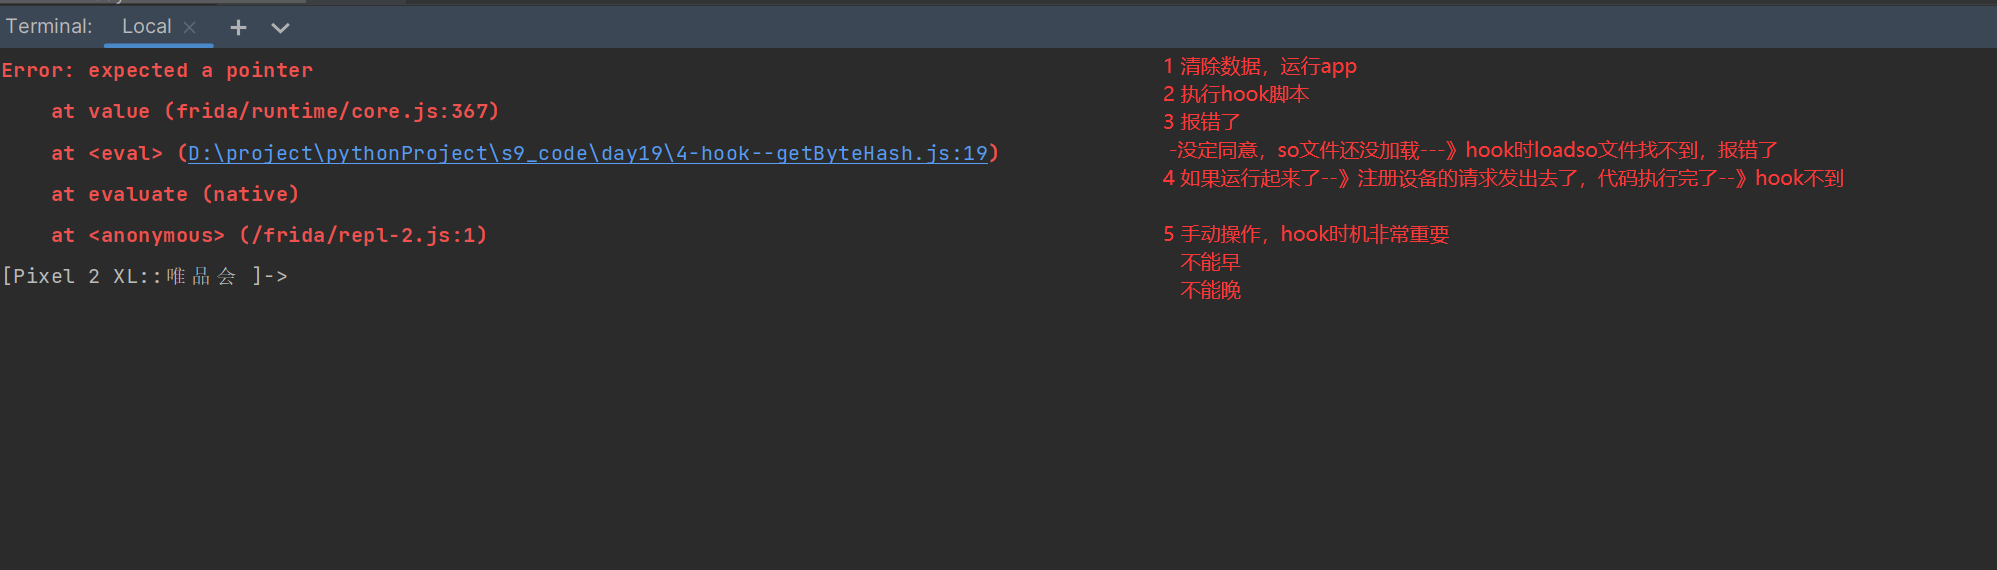 Terminal: Local × +
Error: expected a pointer
at value (frida/runtime/core.js:367)
at <eval> (D:\project\pythonProject\s9_code\day19\4-hook--getByteHash.js:19)
at evaluate (native)
at <anonymous> (/frida/repl-2.js:1)
[Pixel 2 XL::唯品会 ]->
1 清除数据，运行app
2 执行hook脚本
3 报错了
-没定同意，so文件还没加载---》hook时loadso文件找不到，报错了
4 如果运行起来了--》注册设备的请求发出去了，代码执行完了--》hook不到
5 手动操作，hook时机非常重要
不能早
不能晚